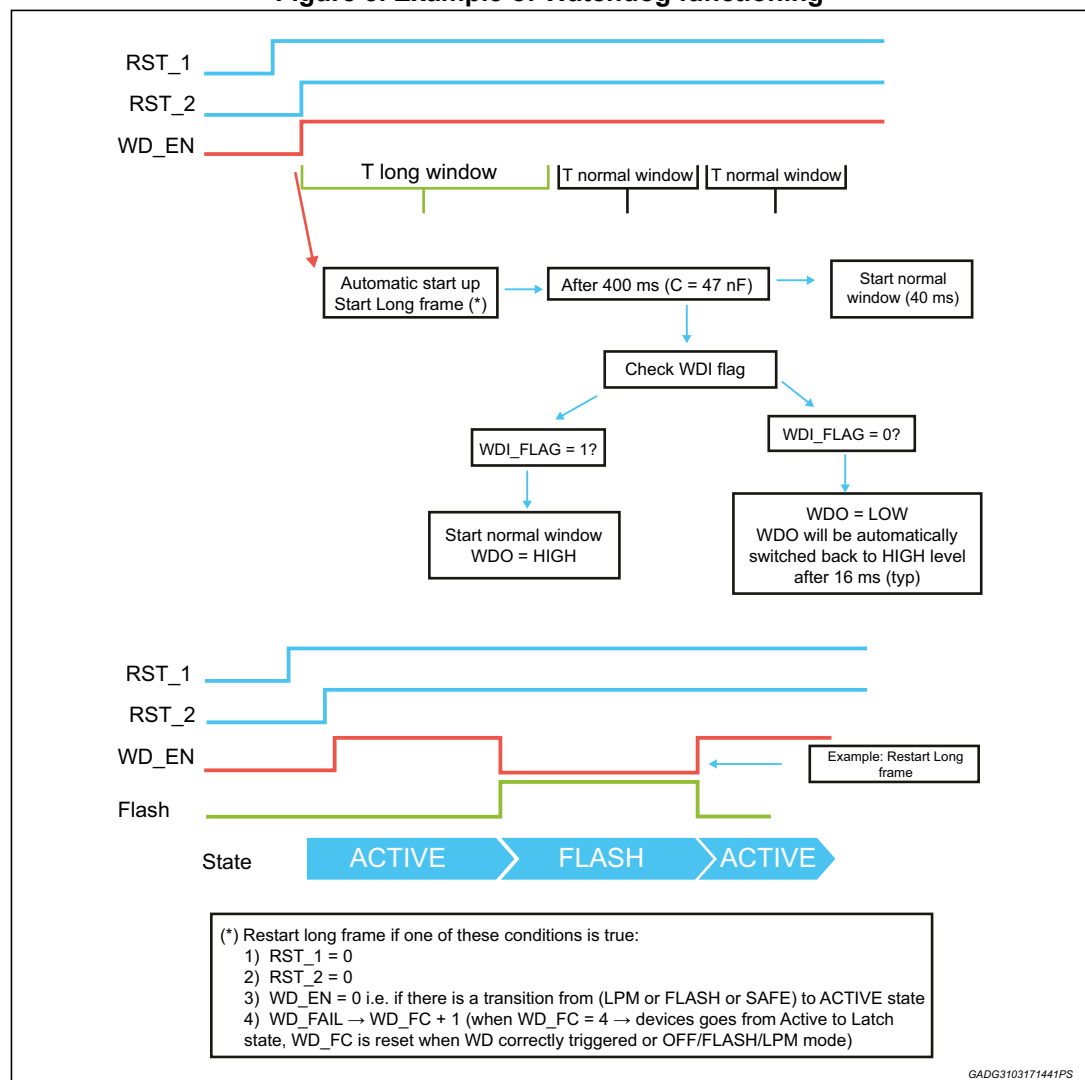 RST_1
RST_2
WD_EN
T long window
T normal window
T normal window
Automatic start up
Start Long frame (*)
After 400 ms (C = 47 nF)
Start normal
window (40 ms)
Check WDI flag
WDI_FLAG = 1?
WDI_FLAG = 0?
Start normal window
WDO = HIGH
WDO = LOW
WDO will be automatically
switched back to HIGH level
after 16 ms (typ)
RST_1
RST_2
WD_EN
Example: Restart Long
frame
Flash
State
ACTIVE
FLASH
ACTIVE
(*) Restart long frame if one of these conditions is true:
1) RST_1 = 0
2) RST_2 = 0
3) WD_EN = 0 i.e. if there is a transition from (LPM or FLASH or SAFE) to ACTIVE state
4) WD_FAIL → WD_FC + 1 (when WD_FC = 4 → devices goes from Active to Latch
state, WD_FC is reset when WD correctly triggered or OFF/FLASH/LPM mode)
GADG3103171441PS